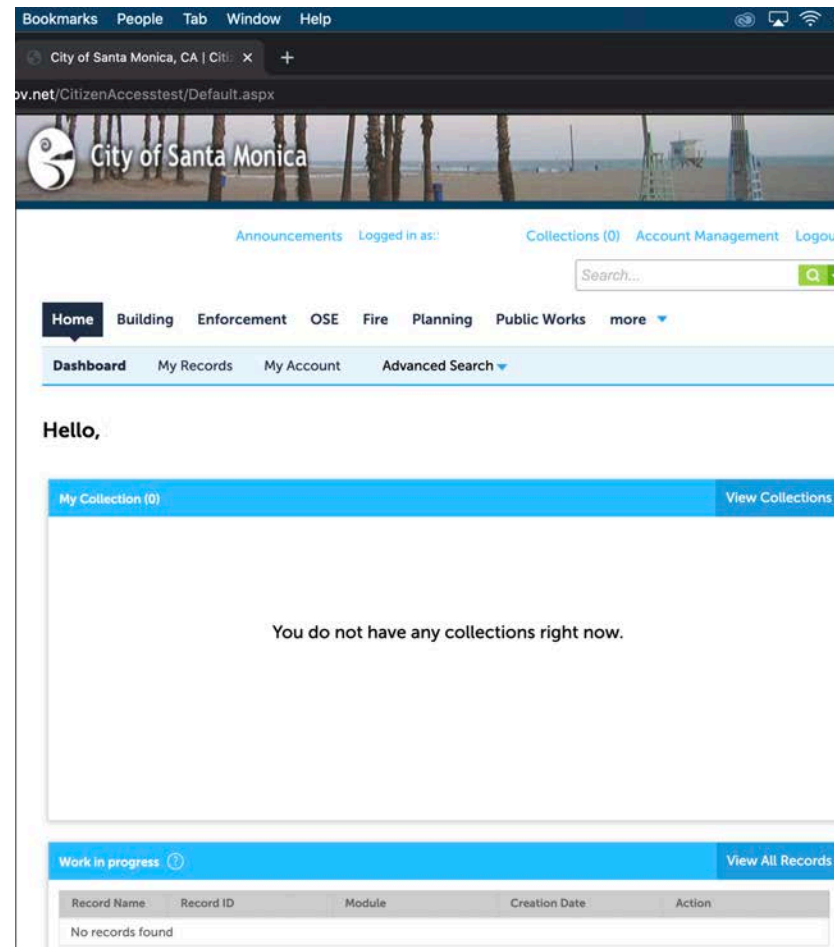 Bookmarks People Tab Window Help
City of Santa Monica, CA | Citi
ov.net/CitizenAccesstest/Default.aspx
City of Santa Monica
Announcements Logged in as: Collections (0) Account Management Logou
Search...
Home Building Enforcement OSE Fire Planning Public Works more
Dashboard My Records My Account Advanced Search
Hello,
My Collection (0) View Collections
You do not have any collections right now.
Work in progress View All Records
Record Name Record ID Module Creation Date Action
No records found